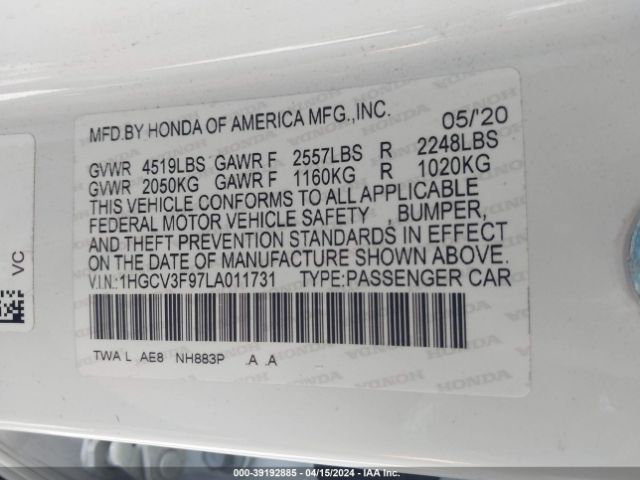 MFD.BY HONDA OF AMERICA MFG.,INC. 05/'20
GVWR 4519LBS GAWR F 2557LBS R 2248LBS
GVWR 2050KG GAWR F 1160KG R 1020KG
THIS VEHICLE CONFORMS TO ALL APPLICABLE
FEDERAL MOTOR VEHICLE SAFETY , BUMPER,
AND THEFT PREVENTION STANDARDS IN EFFECT
ON THE DATE OF MANUFACTURE SHOWN ABOVE.
V.I.N.:1HGCV3F97LA011731 TYPE:PASSENGER CAR
TWA L AE8 NH883P .A .A
VC
000-39192885 - 04/15/2024 - IAAI.COM